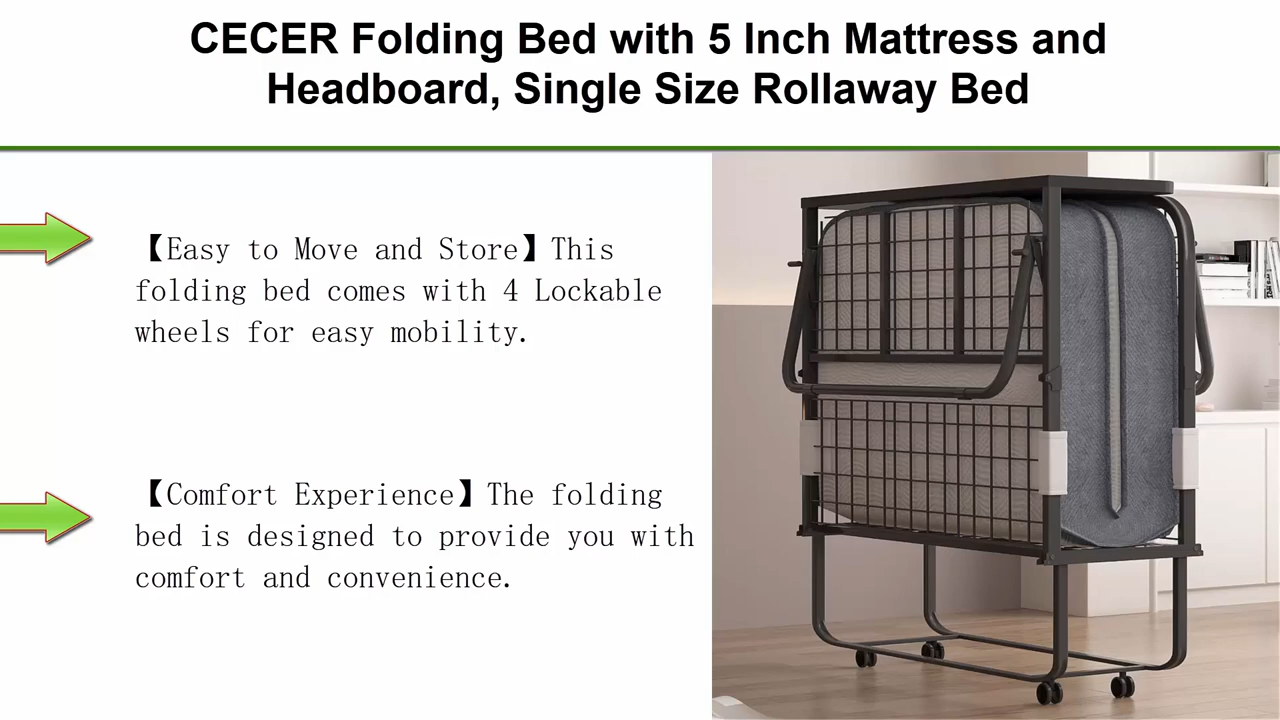 CECER Folding Bed with 5 Inch Mattress and
Headboard, Single Size Rollaway Bed
【Easy to Move and Store】This
folding bed comes with 4 Lockable
wheels for easy mobility.
【Comfort Experience】The folding
bed is designed to provide you with
comfort and convenience.